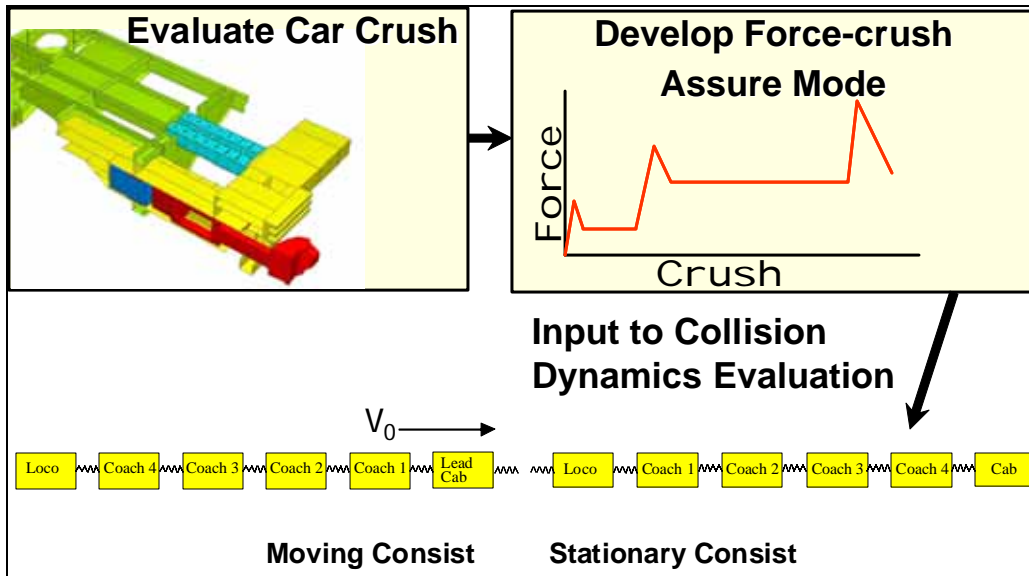 Evaluate Car Crush
Develop Force-crush
Assure Mode
Force
Crush
Input to Collision
Dynamics Evaluation
V0
Loco
Coach 4
Coach 3
Coach 2
Coach 1
Lead
Cab
Loco
Coach 1
Coach 2
Coach 3
Coach 4
Cab
Moving Consist
Stationary Consist